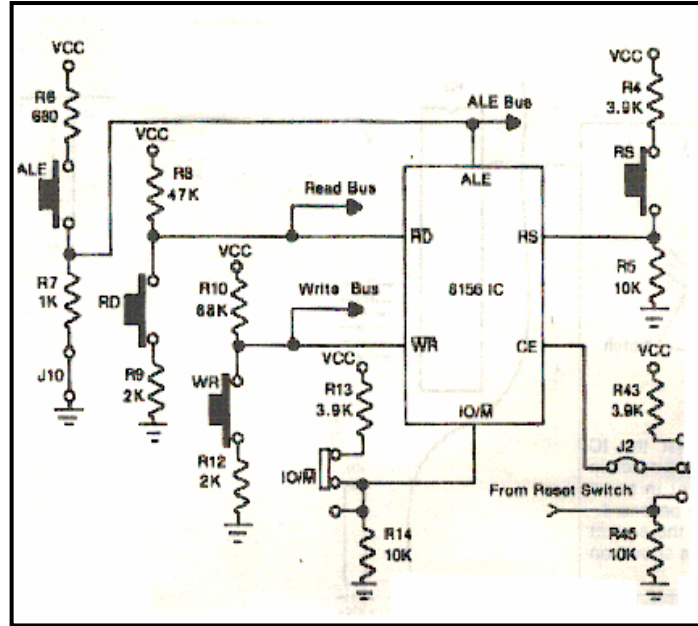 VCC
R6
680
ALE
R7
1K
J10
VCC
R8
47K
RD
R9
2K
VCC
R10
68K
WR
R12
2K
Read Bus
Write Bus
ALE Bus
ALE
RD
WR
RS
CE
8156 IC
IO/M
VCC
R13
3.9K
IO/M
R14
10K
VCC
R4
3.9K
RS
R5
10K
VCC
R43
3.9K
J2
From Reset Switch
R45
10K